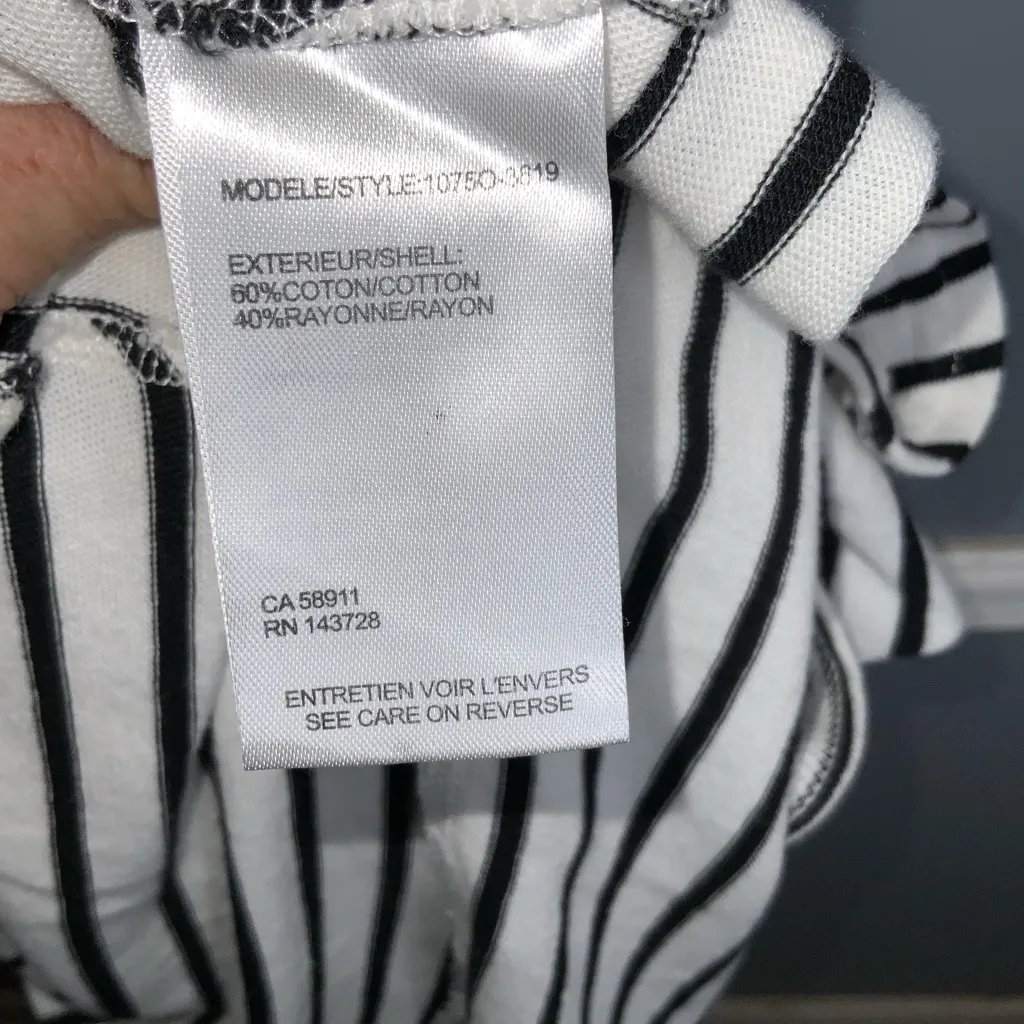 MODELE/STYLE:1075O-3619
EXTERIEUR/SHELL:
60%COTON/COTTON
40%RAYONNE/RAYON
CA 58911
RN 143728
ENTRETIEN VOIR L'ENVERS
SEE CARE ON REVERSE